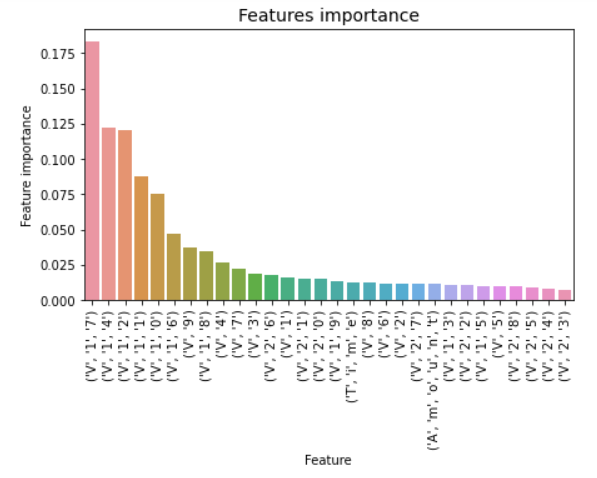 Features importance
Feature importance
0.175
0.150
0.125
0.100
0.075
0.050
0.025
0.000
('V', '1', '7')
('V', '1', '4')
('V', '1', '2')
('V', '1', '1')
('V', '1', '0')
('V', '1', '6')
('V', '9')
('V', '1', '8')
('V', '4')
('V', '7')
('V', '3')
('V', '2', '6')
('V', '1')
('V', '2', '1')
('V', '2', '0')
('V', '1', '9')
('T', 'i', 'm', 'e')
('V', '8')
('V', '6')
('V', '2')
('V', '2', '7')
('A', 'm', 'o', 'u', 'n', 't')
('V', '1', '3')
('V', '2', '2')
('V', '1', '5')
('V', '5')
('V', '2', '8')
('V', '2', '5')
('V', '2', '4')
('V', '2', '3')
Feature